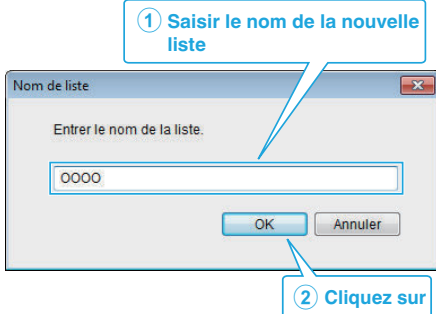 ① Saisir le nom de la nouvelle
liste
Nom de liste
Entrer le nom de la liste.
OOOO
OK Annuler
② Cliquez sur